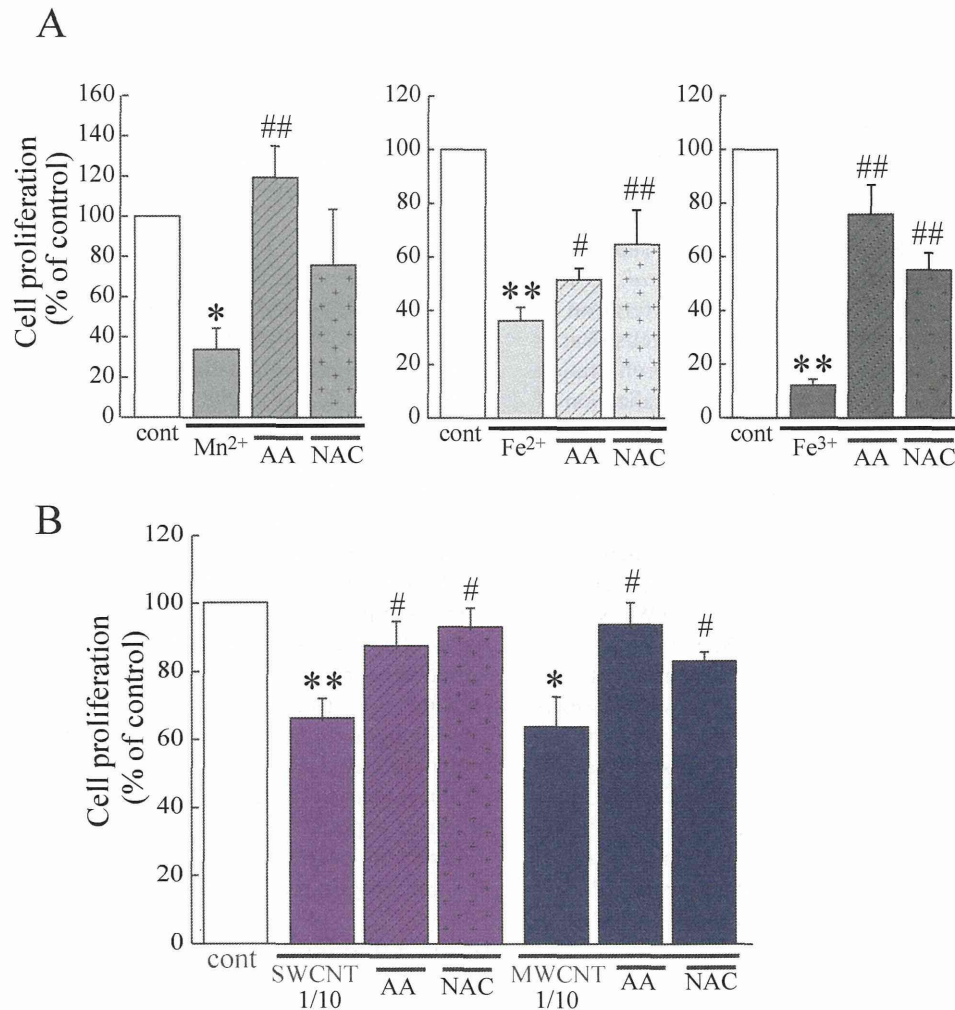 A
Cell proliferation
(% of control)
160
140
120
100
80
60
40
20
0
*
##
cont
Mn²⁺
AA
NAC
120
100
80
60
40
20
0
**
#
##
Fe²⁺
AA
NAC
120
100
80
60
40
20
0
**
##
##
cont
Fe³⁺
AA
NAC
B
Cell proliferation
(% of control)
120
100
80
60
40
20
0
**
#
#
*
#
#
cont
SWCNT
1/10
AA
NAC
MWCNT
1/10
AA
NAC